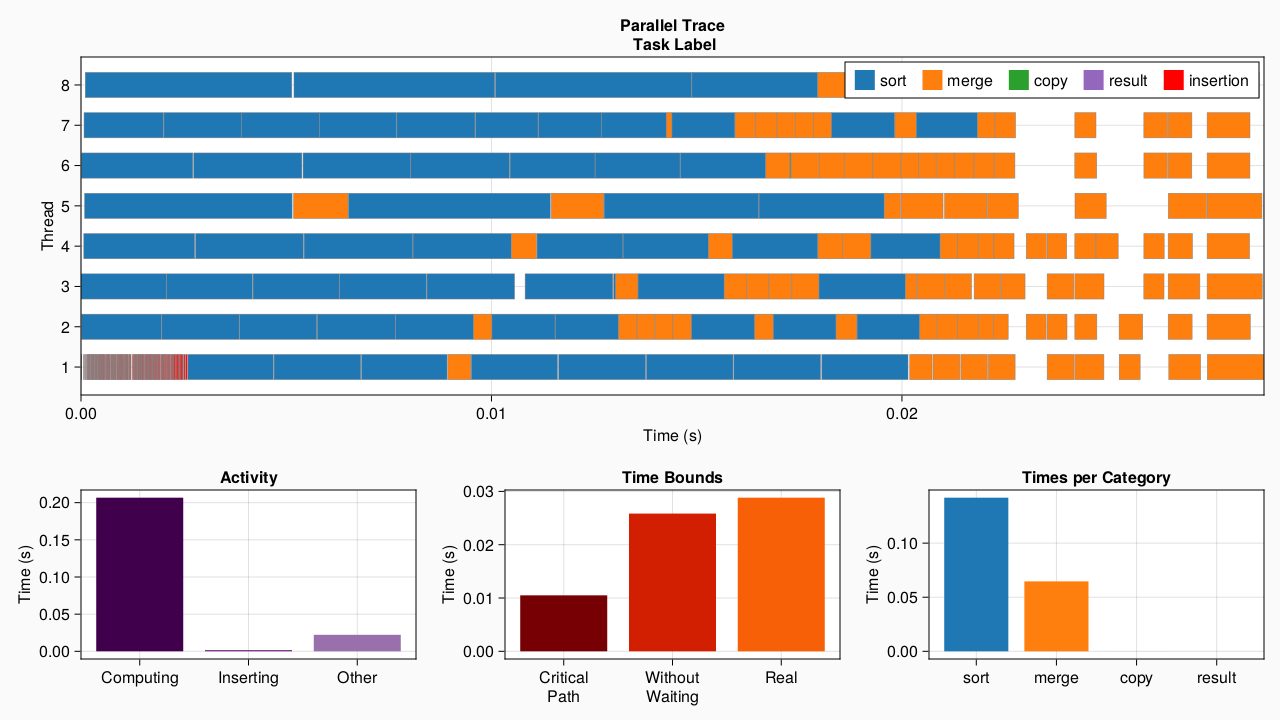 Parallel Trace
Task Label
sort merge copy result insertion
Thread
8
7
6
5
4
3
2
1
0.00 0.01 0.02
Time (s)
Activity
Time (s)
0.20
0.15
0.10
0.05
0.00
Computing Inserting Other
Time Bounds
Time (s)
0.03
0.02
0.01
0.00
Critical Path
Without Waiting
Real
Times per Category
Time (s)
0.10
0.05
0.00
sort merge copy result